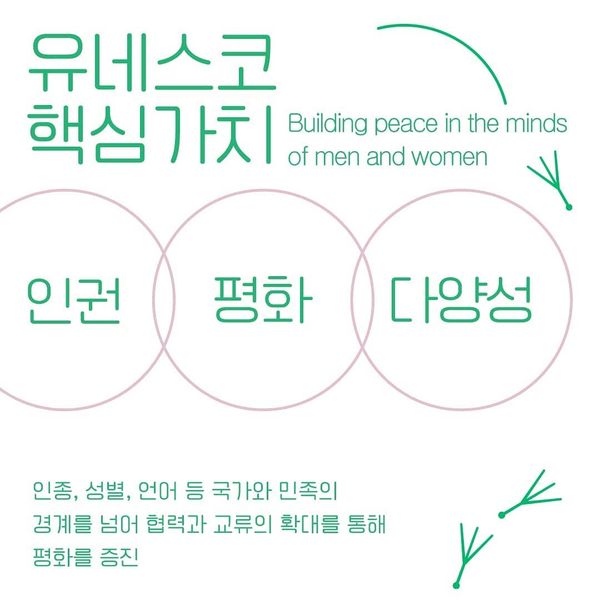 유네스코
핵심가치
Building peace in the minds
of men and women
인권
평화
다양성
인종, 성별, 언어 등 국가와 민족의
경계를 넘어 협력과 교류의 확대를 통해
평화를 증진